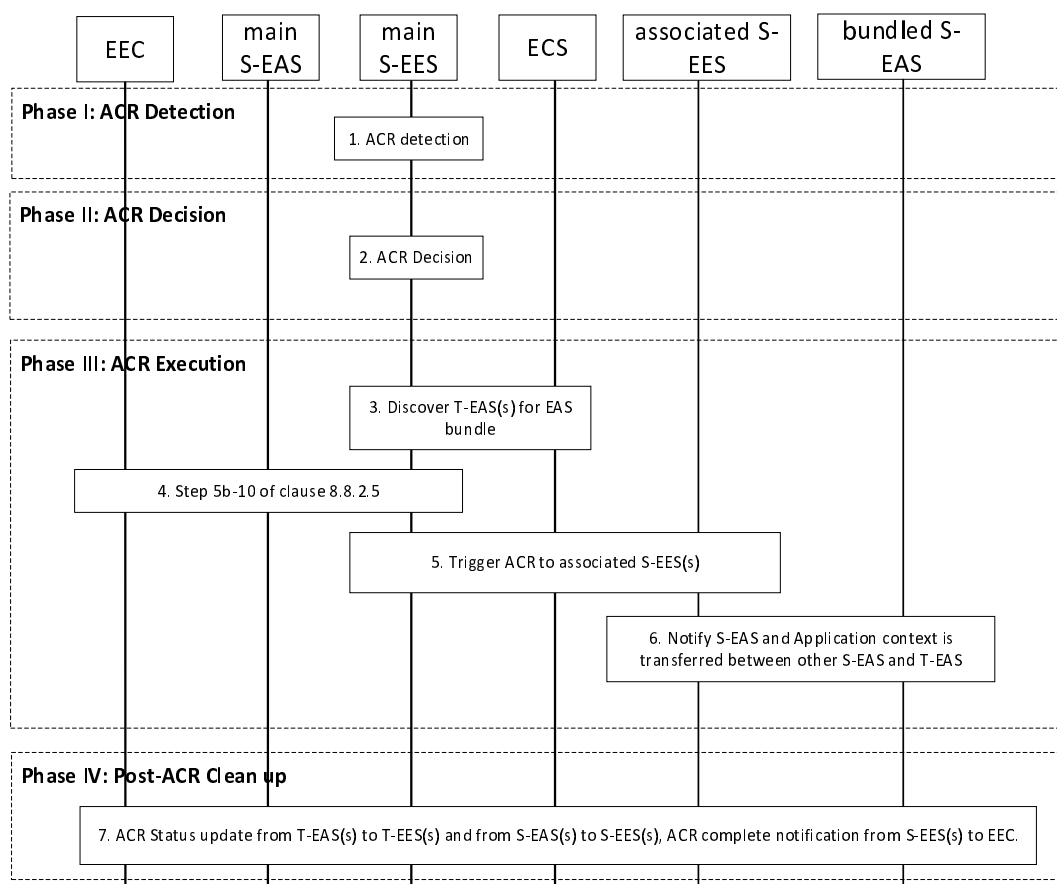 EEC
main
S-EAS
main
S-EES
ECS
associated S-
EES
bundled S-
EAS
Phase I: ACR Detection
1. ACR detection
Phase II: ACR Decision
2. ACR Decision
Phase III: ACR Execution
3. Discover T-EAS(s) for EAS
bundle
4. Step 5b-10 of clause 8.8.2.5
5. Trigger ACR to associated S-EES(s)
6. Notify S-EAS and Application context is
transferred between other S-EAS and T-EAS
Phase IV: Post-ACR Clean up
7. ACR Status update from T-EAS(s) to T-EES(s) and from S-EAS(s) to S-EES(s), ACR complete notification from S-EES(s) to EEC.